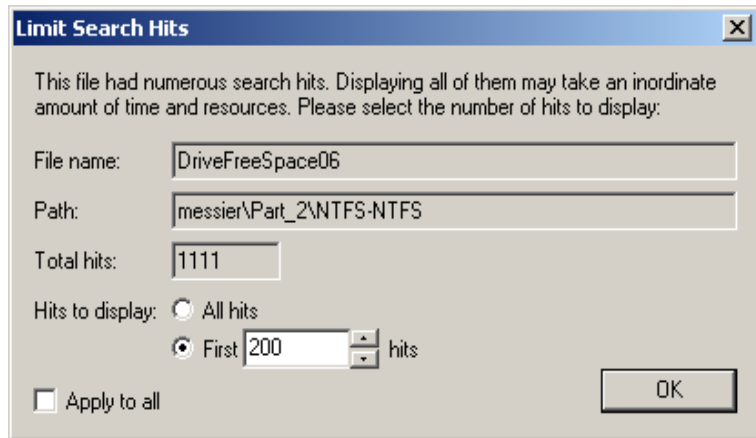 Limit Search Hits
This file had numerous search hits. Displaying all of them may take an inordinate
amount of time and resources. Please select the number of hits to display:
File name: DriveFreeSpace06
Path: messier\Part_2\NTFS-NTFS
Total hits: 1111
Hits to display: All hits
First 200 hits
Apply to all
OK